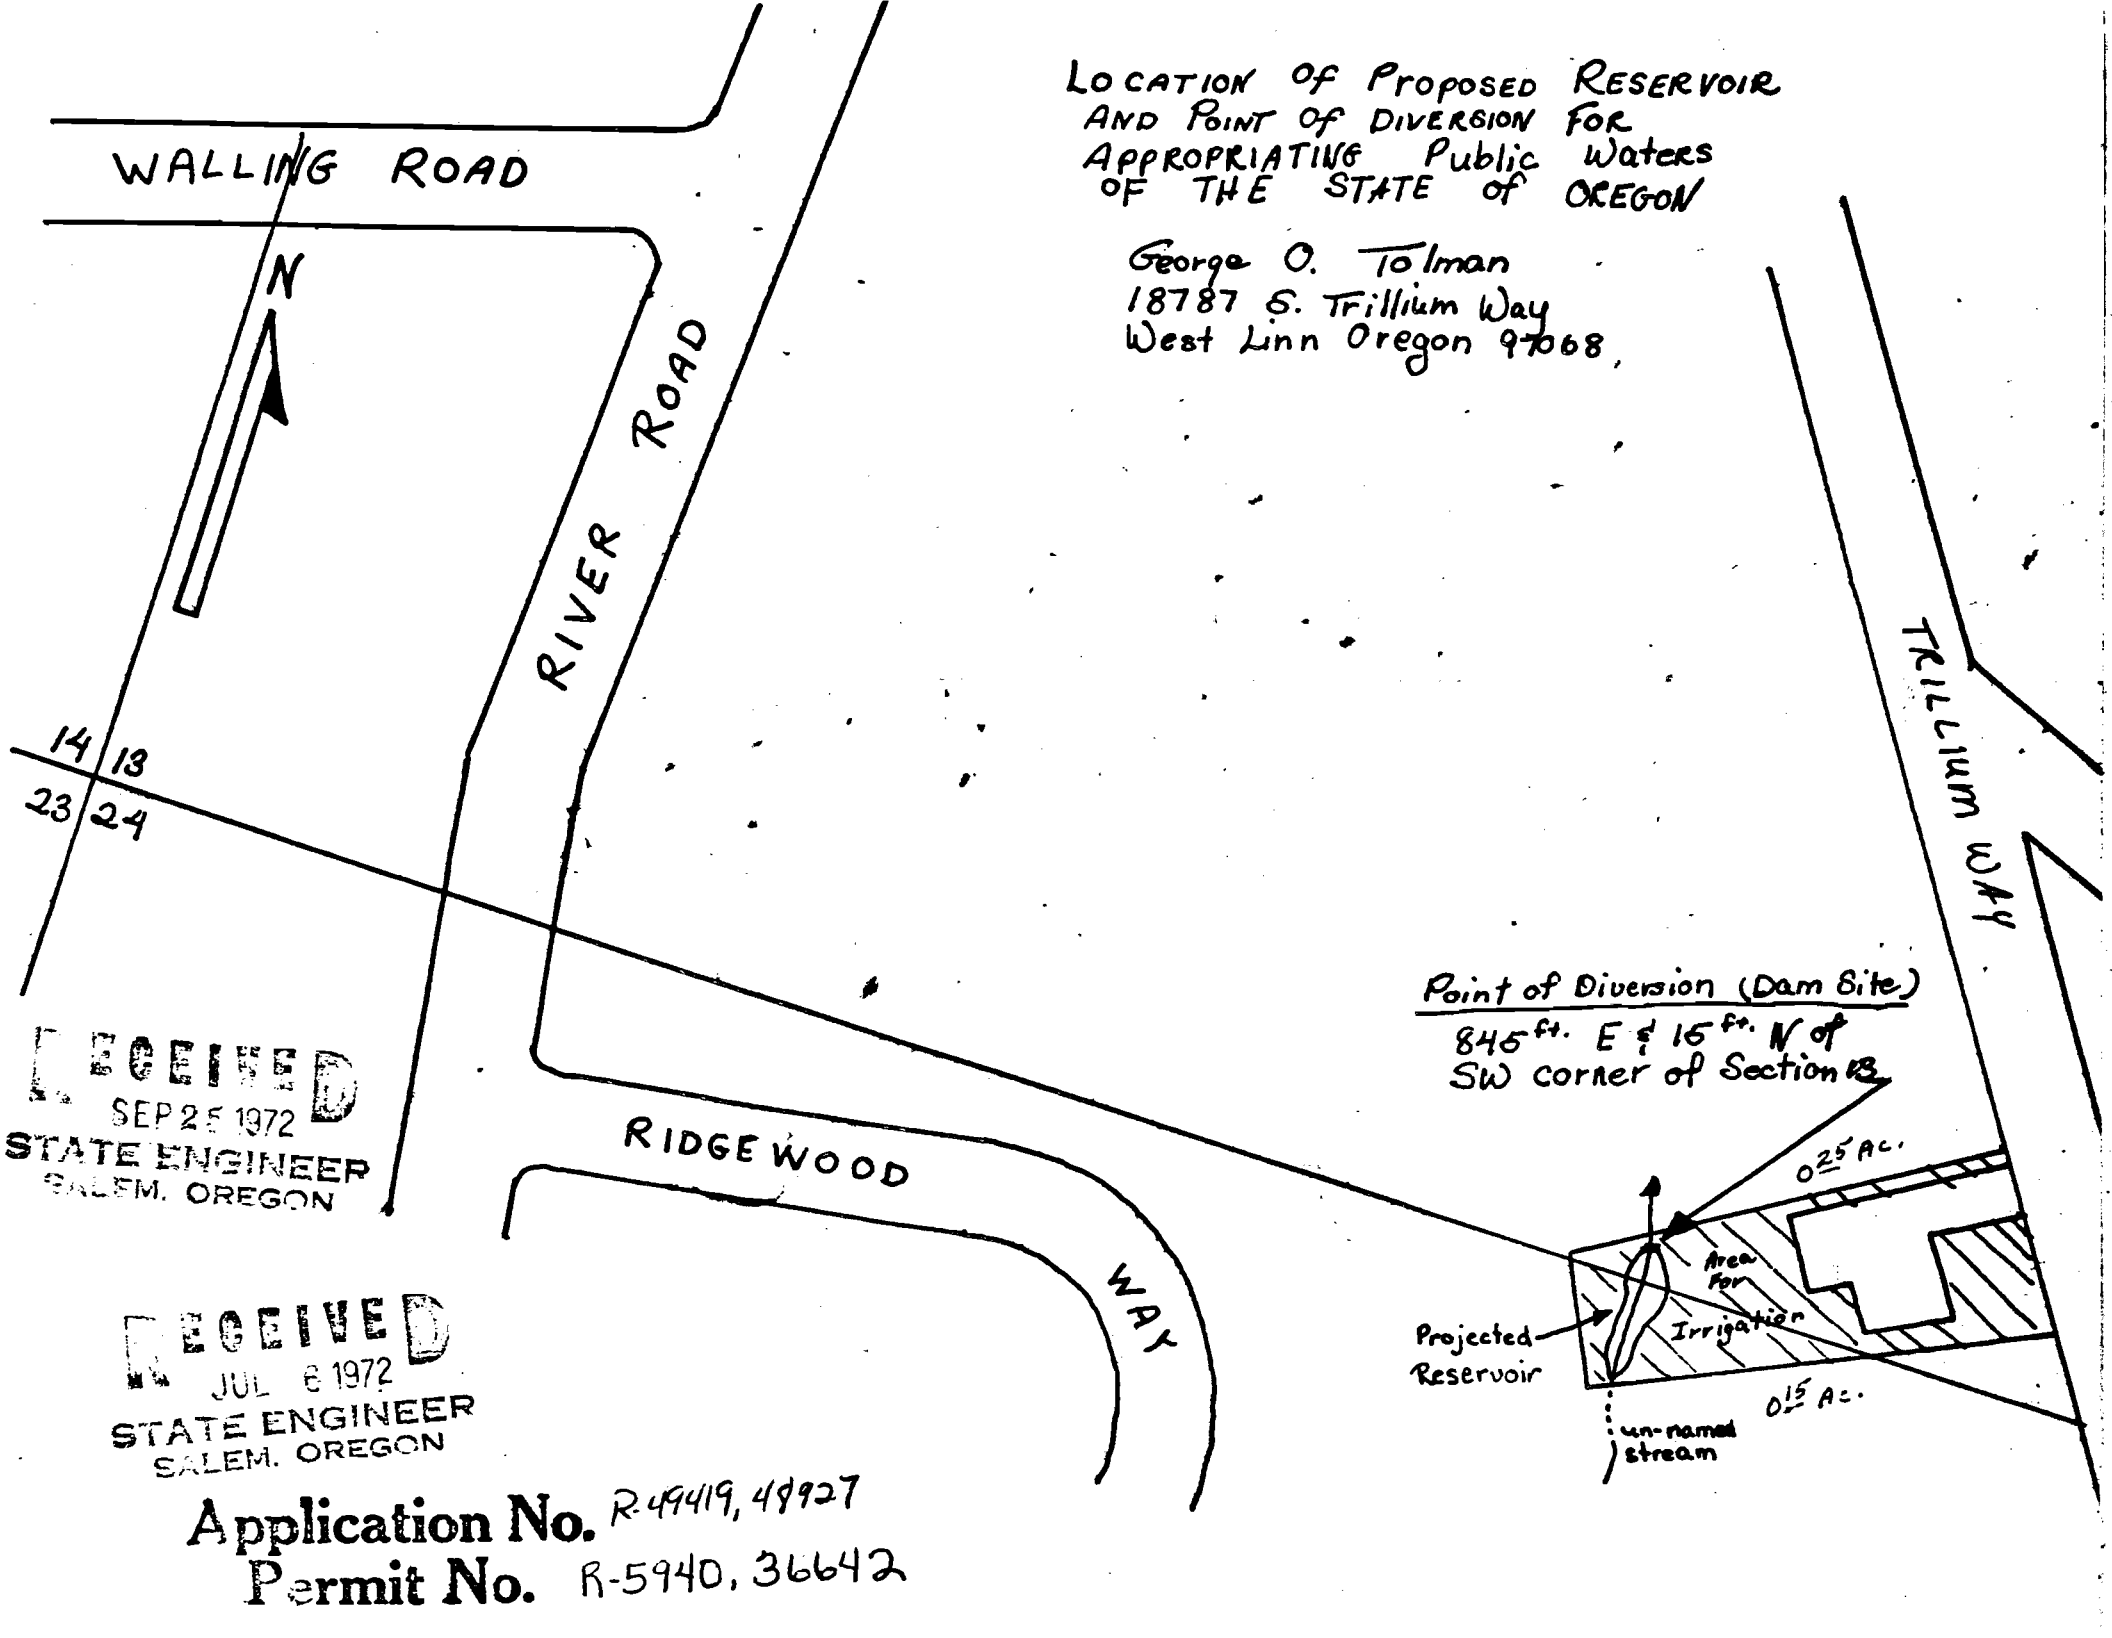 LOCATION OF PROPOSED RESERVOIR
AND POINT OF DIVERSION FOR
APPROPRIATING Public Waters
OF THE STATE of OREGON
George O. Tolman
18787 S. Trillium Way
West Linn Oregon 97068
WALLING ROAD
N
RIVER ROAD
TRILLIUM WAY
14 13
23 24
Point of Diversion (Dam Site)
845 ft. E & 15 ft. N of
SW corner of Section 13
RECEIVED
SEP 25 1972
STATE ENGINEER
SALEM, OREGON
RIDGEWOOD WAY
0 25 Ac.
Area
For
Irrigation
Projected
Reservoir
0 15 Ac.
un-named
stream
RECEIVED
JUL 6 1972
STATE ENGINEER
SALEM, OREGON
Application No. R-49419, 48927
Permit No. R-5940, 36642